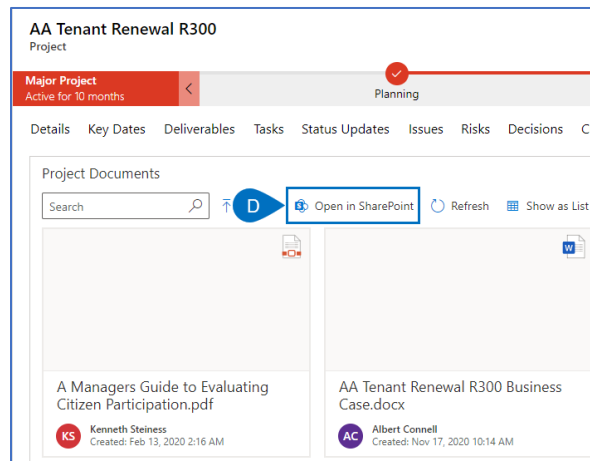 AA Tenant Renewal R300
Project
Major Project
Active for 10 months
Planning
Details Key Dates Deliverables Tasks Status Updates Issues Risks Decisions C
Project Documents
Search D Open in SharePoint Refresh Show as List
A Managers Guide to Evaluating
Citizen Participation.pdf
Kenneth Steiness
Created: Feb 13, 2020 2:16 AM
KS
AA Tenant Renewal R300 Business
Case.docx
Albert Connell
Created: Nov 17, 2020 10:14 AM
AC